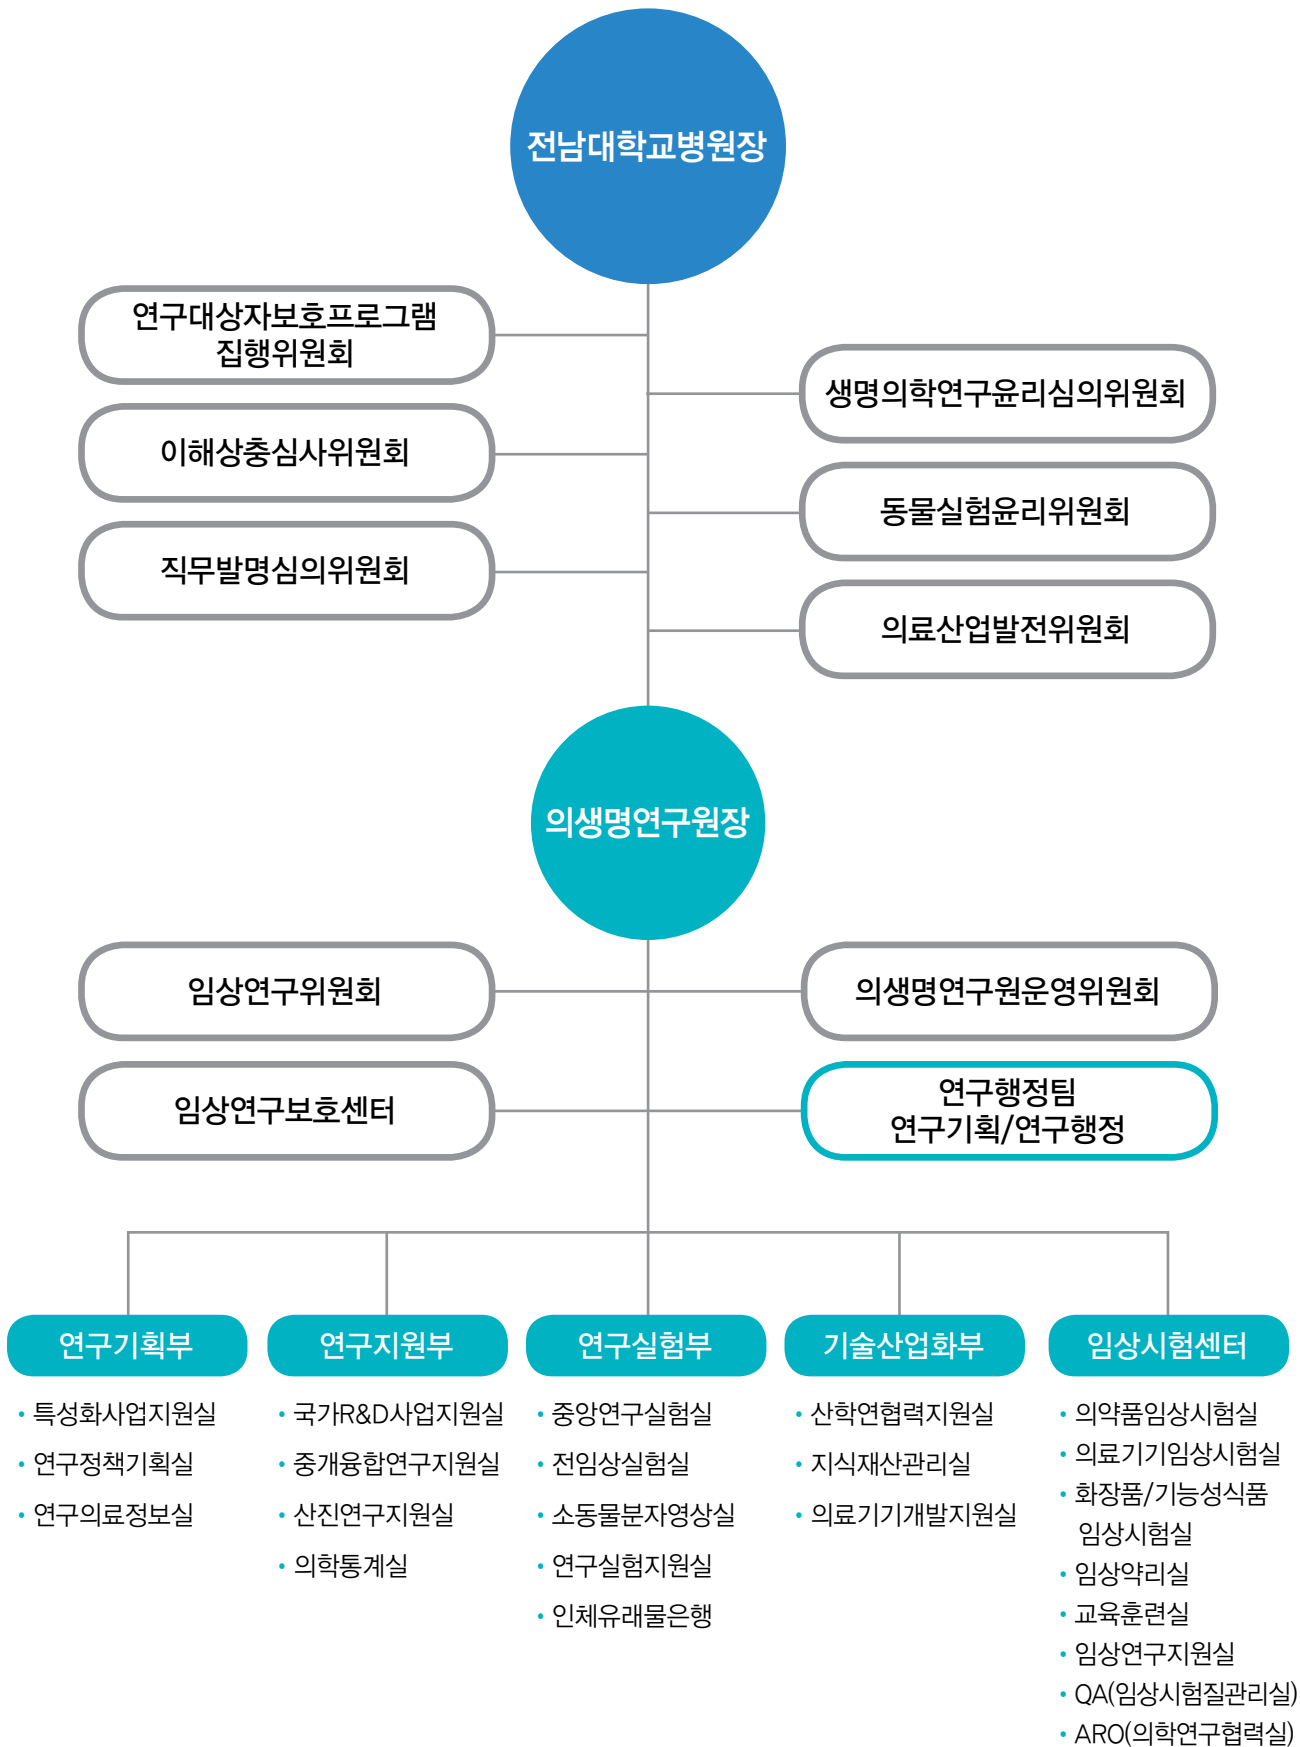 전남대학교병원장
연구대상자보호프로그램
집행위원회
생명의학연구윤리심의위원회
이해상충심사위원회
동물실험윤리위원회
직무발명심의위원회
의료산업발전위원회
의생명연구원장
임상연구위원회
의생명연구원운영위원회
임상연구보호센터
연구행정팀
연구기획/연구행정
연구기획부
• 특성화사업지원실
• 연구정책기획실
• 연구의료정보실
연구지원부
• 국가R&D사업지원실
• 중개융합연구지원실
• 산진연구지원실
• 의학통계실
연구실험부
• 중앙연구실험실
• 전임상실험실
• 소동물분자영상실
• 연구실험지원실
• 인체유래물은행
기술산업화부
• 산학연협력지원실
• 지식재산관리실
• 의료기기개발지원실
임상시험센터
• 의약품임상시험실
• 의료기기임상시험실
• 화장품/기능성식품
임상시험실
• 임상약리실
• 교육훈련실
• 임상연구지원실
• QA(임상시험질관리실)
• ARO(의학연구협력실)